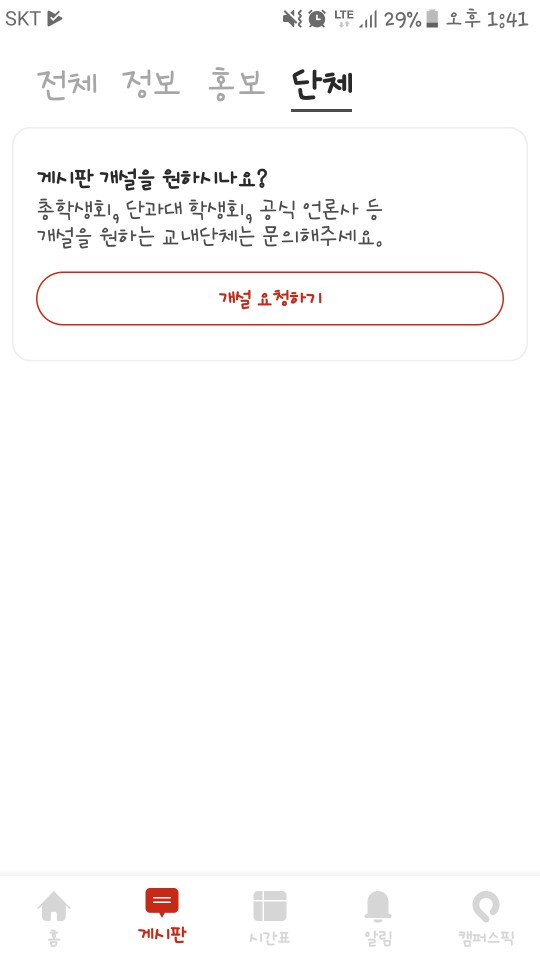 SKT LTE 29% 오후 1:41
전체 정보 홍보 단체
게시판 개설을 원하시나요?
총학생회, 단과대 학생회, 공식 언론사 등
개설을 원하는 교내단체는 문의해주세요.
개설 요청하기
홈 게시판 시간표 알림 캠퍼스픽